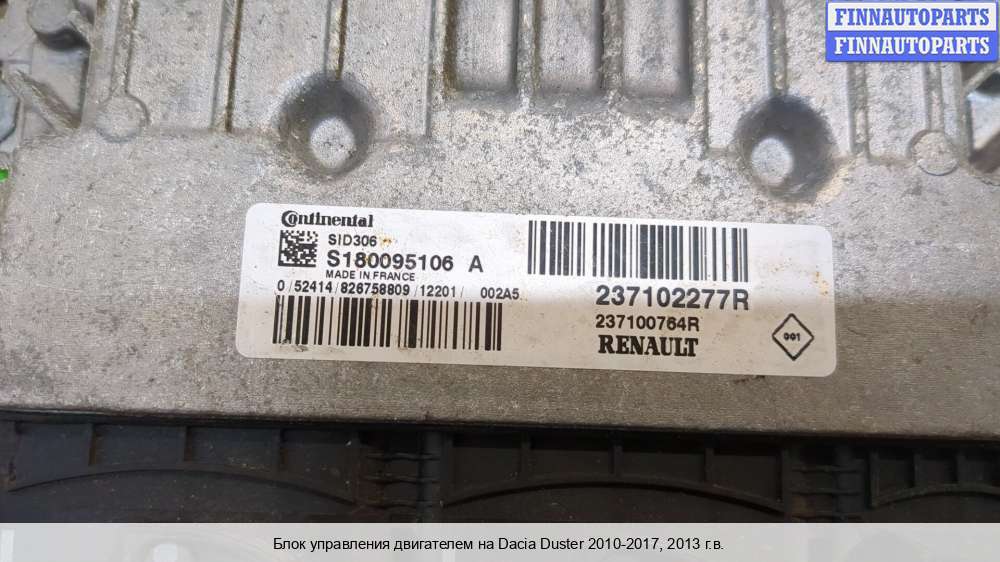 FINNAUTOPARTS
FINNAUTOPARTS
Continental
SID306
S180095106 A
MADE IN FRANCE
0/52414/826758809/12201/ 002A5
237102277R
237100764R
RENAULT
001
Блок управления двигателем на Dacia Duster 2010-2017, 2013 г.в.